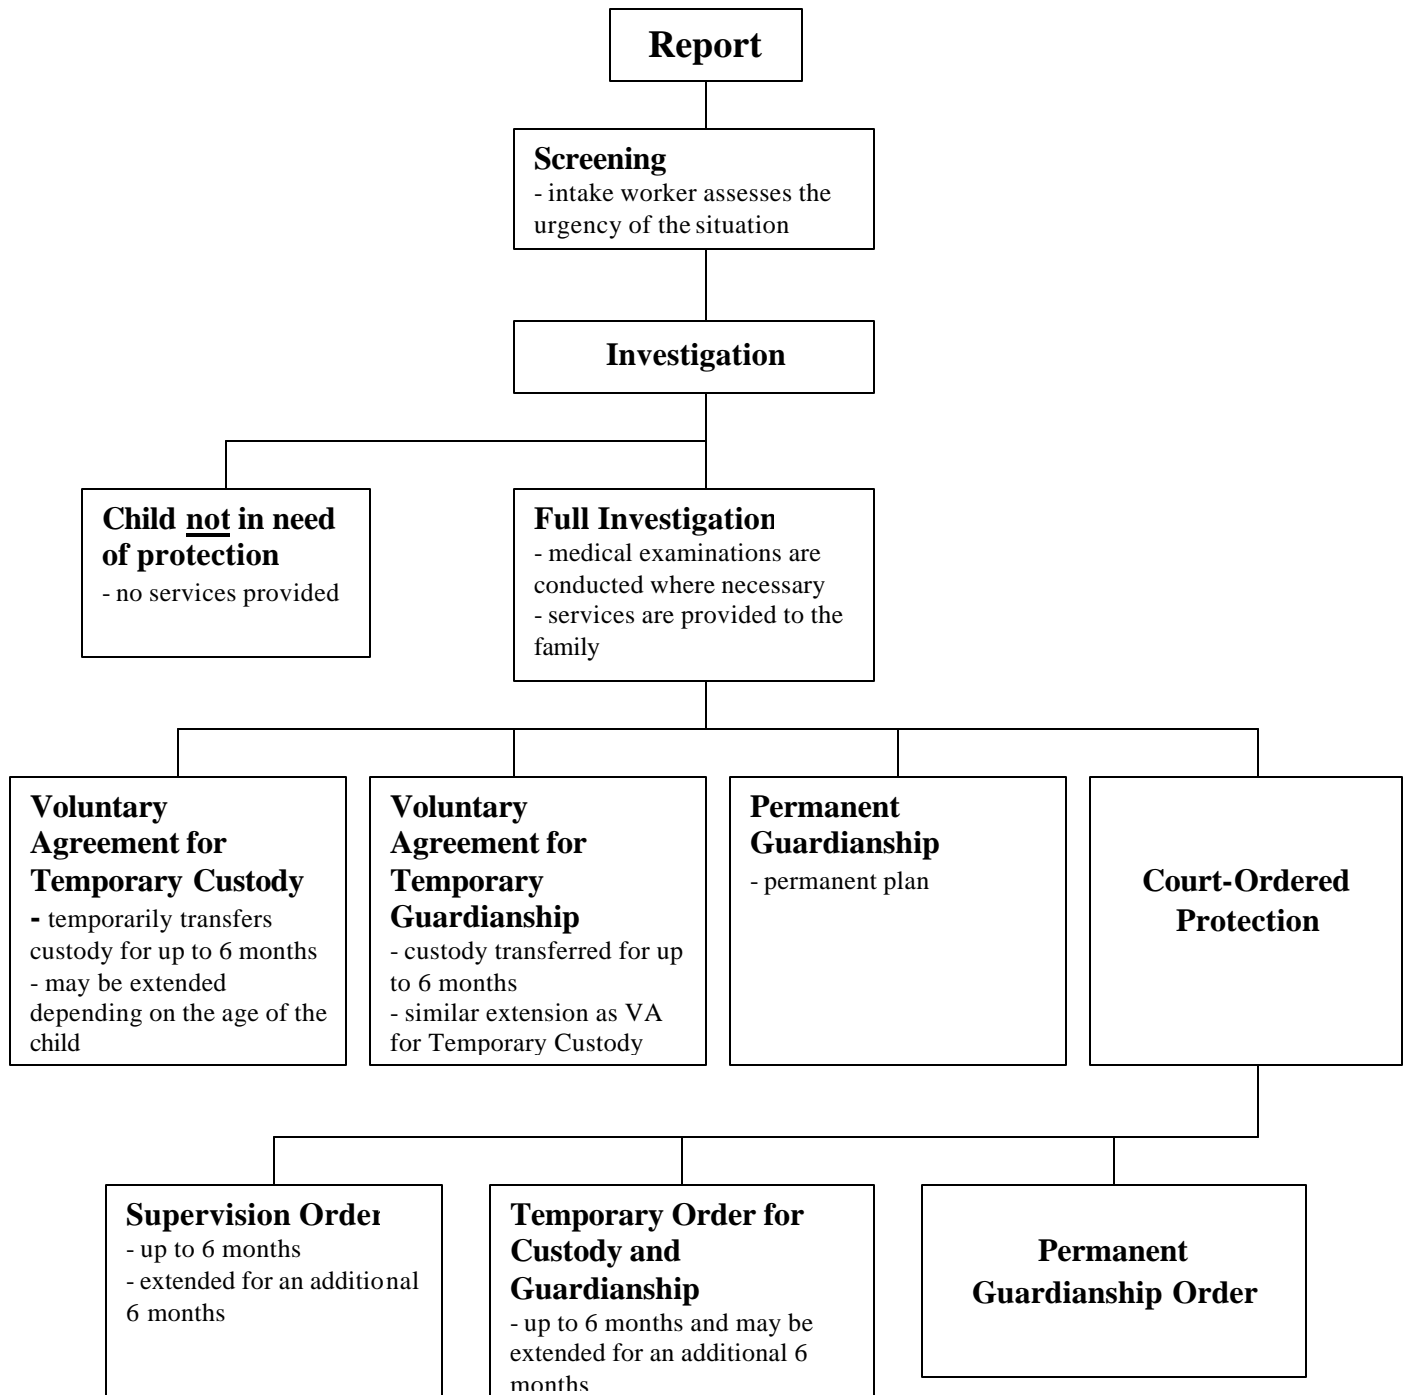 Report
Screening
- intake worker assesses the
urgency of the situation
Investigation
Child not in need
of protection
- no services provided
Full Investigation
- medical examinations are
conducted where necessary
- services are provided to the
family
Voluntary
Agreement for
Temporary Custody
- temporarily transfers
custody for up to 6 months
- may be extended
depending on the age of the
child
Voluntary
Agreement for
Temporary
Guardianship
- custody transferred for up
to 6 months
- similar extension as VA
for Temporary Custody
Permanent
Guardianship
- permanent plan
Court-Ordered
Protection
Supervision Order
- up to 6 months
- extended for an additional
6 months
Temporary Order for
Custody and
Guardianship
- up to 6 months and may be
extended for an additional 6
months
Permanent
Guardianship Order